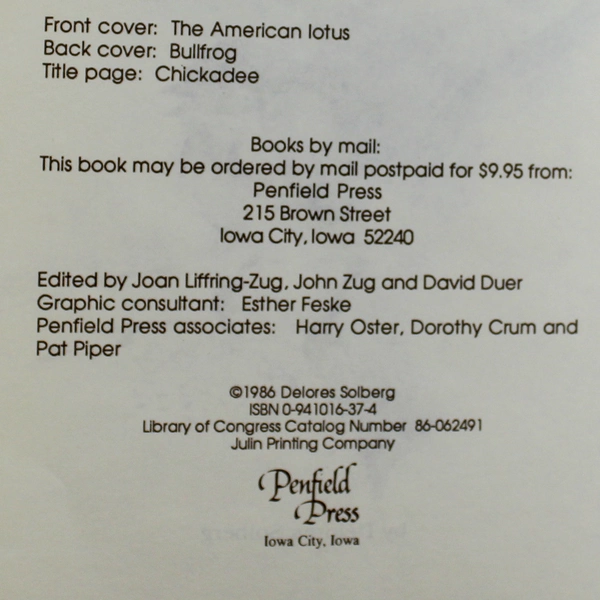 Front cover: The American lotus
Back cover: Bullfrog
Title page: Chickadee
Books by mail:
This book may be ordered by mail postpaid for $9.95 from:
Penfield Press
215 Brown Street
Iowa City, Iowa 52240
Edited by Joan Liffring-Zug, John Zug and David Duer
Graphic consultant: Esther Feske
Penfield Press associates: Harry Oster, Dorothy Crum and
Pat Piper
©1986 Delores Solberg
ISBN 0-941016-37-4
Library of Congress Catalog Number 86-062491
Julin Printing Company
Penfield
Press
Iowa City, Iowa